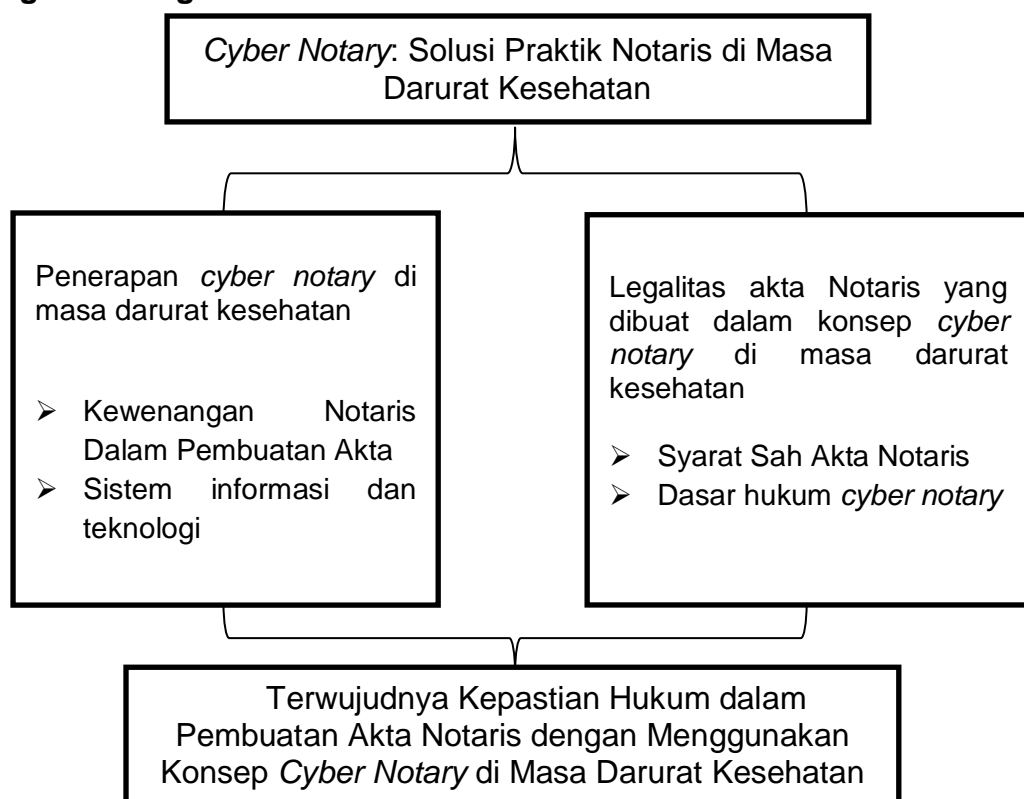 Cyber Notary: Solusi Praktik Notaris di Masa
Darurat Kesehatan
Penerapan cyber notary di
masa darurat kesehatan
➢ Kewenangan Notaris
Dalam Pembuatan Akta
➢ Sistem informasi dan
teknologi
Legalitas akta Notaris yang
dibuat dalam konsep cyber
notary di masa darurat
kesehatan
➢ Syarat Sah Akta Notaris
➢ Dasar hukum cyber notary
Terwujudnya Kepastian Hukum dalam
Pembuatan Akta Notaris dengan Menggunakan
Konsep Cyber Notary di Masa Darurat Kesehatan